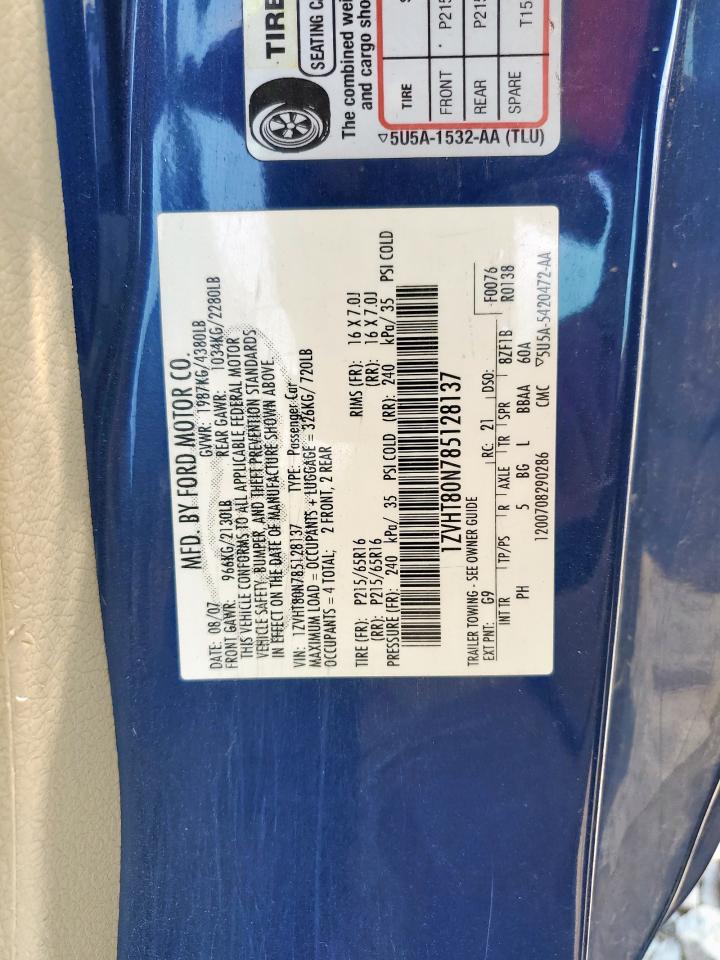 TIRE
SEATING CA
The combined wei
and cargo sho
TIRE
FRONT P215
REAR P215
SPARE T15
5U5A-1532-AA (TLU)
MFD. BY FORD MOTOR CO.
DATE: 08/07 GVWR: 1987KG/4380LB
FRONT GAWR: 966KG/2130LB REAR GAWR: 1034KG/2280LB
THIS VEHICLE CONFORMS TO ALL APPLICABLE FEDERAL MOTOR
VEHICLE SAFETY, BUMPER, AND THEFT PREVENTION STANDARDS
IN EFFECT ON THE DATE OF MANUFACTURE SHOWN ABOVE.
VIN: 1ZVHT80N785128137 TYPE: Passenger Car
MAXIMUM LOAD = OCCUPANTS + LUGGAGE = 326KG/720LB
OCCUPANTS = 4 TOTAL; 2 FRONT, 2 REAR
TIRE (FR): P215/65R16 RIMS (FR): 16 X 7.0J
(RR): P215/65R16 (RR): 16 X 7.0J
PRESSURE (FR): 240 kPa/ 35 PSI COLD (RR): 240 kPa/ 35 PSI COLD
1ZVHT80N785128137
TRAILER TOWING - SEE OWNER GUIDE
EXT PNT: G9 RC: 21 DSO: F0076
INT TR TP/PS R AXLE TR SPR 8ZF1B R0138
PH 5 BG L BBAA 60A
1200708290286 CMC 5U5A-5420472-AA